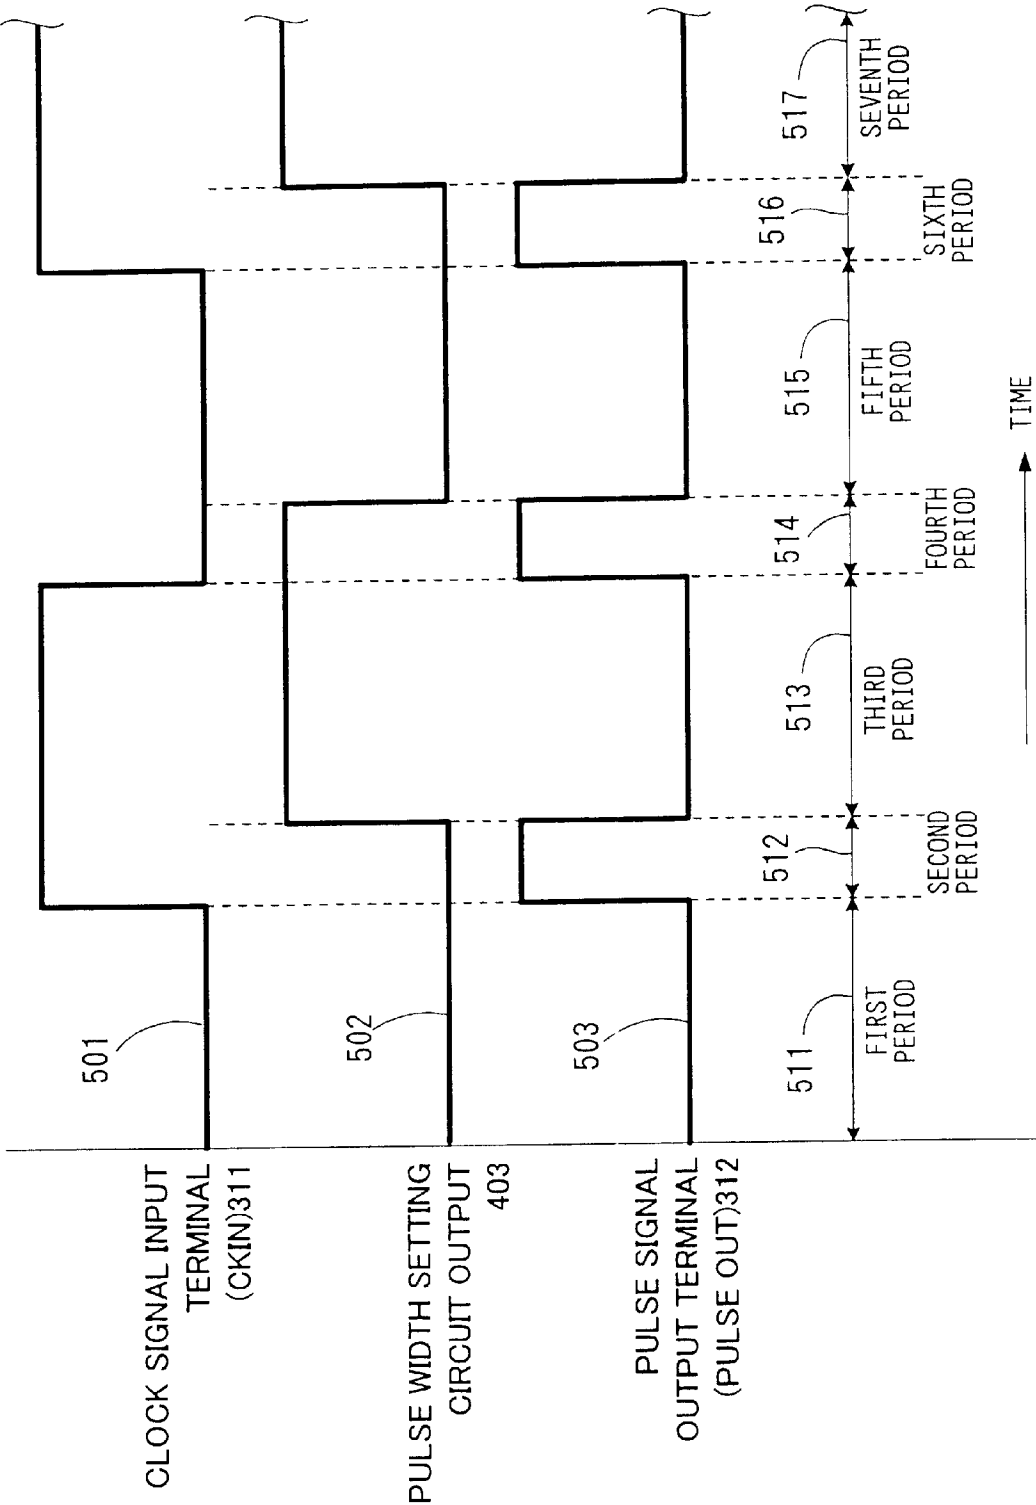 CLOCK SIGNAL INPUT
TERMINAL
(CKIN)311
501
PULSE WIDTH SETTING
CIRCUIT OUTPUT
403
502
PULSE SIGNAL
OUTPUT TERMINAL
(PULSE OUT)312
503
511
512
513
514
515
516
517
FIRST
PERIOD
SECOND
PERIOD
THIRD
PERIOD
FOURTH
PERIOD
FIFTH
PERIOD
SIXTH
PERIOD
SEVENTH
PERIOD
TIME